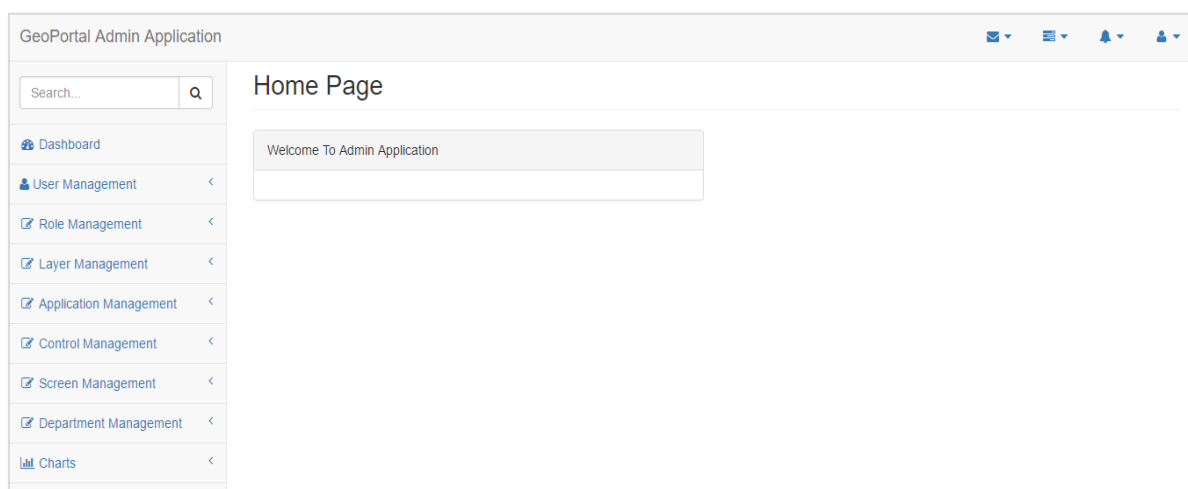 GeoPortal Admin Application
Search...
Home Page
Dashboard
Welcome To Admin Application
User Management
Role Management
Layer Management
Application Management
Control Management
Screen Management
Department Management
Charts